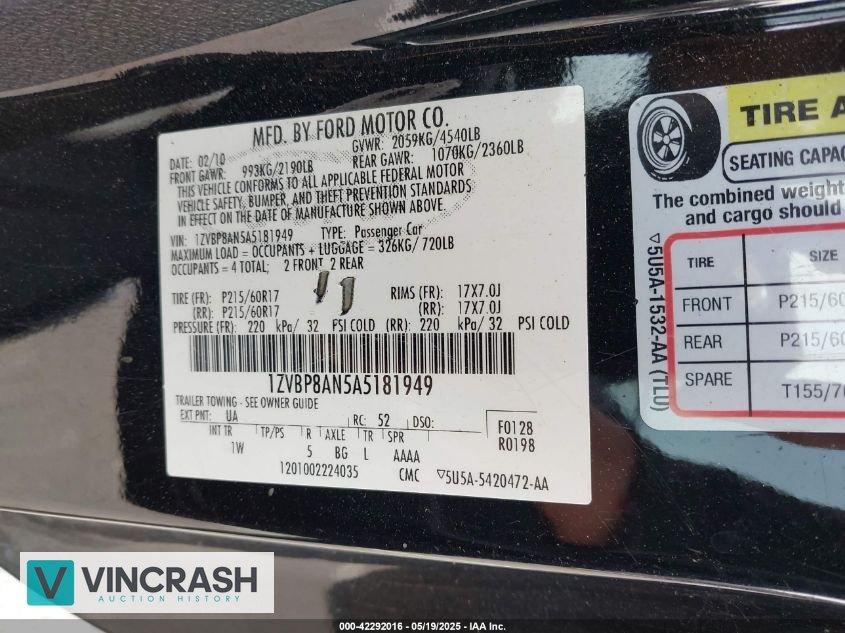 MFD. BY FORD MOTOR CO.
DATE: 02/10
GVWR: 2059KG/4540LB
FRONT GAWR: 993KG/2190LB
REAR GAWR: 1070KG/2360LB
THIS VEHICLE CONFORMS TO ALL APPLICABLE FEDERAL MOTOR
VEHICLE SAFETY, BUMPER, AND THEFT PREVENTION STANDARDS
IN EFFECT ON THE DATE OF MANUFACTURE SHOWN ABOVE.
VIN: 1ZVBP8AN5A5181949 TYPE: Passenger Car
MAXIMUM LOAD = OCCUPANTS + LUGGAGE = 326KG/720LB
OCCUPANTS = 4 TOTAL; 2 FRONT 2 REAR
TIRE (FR): P215/60R17 RIMS (FR): 17X7.0J
(RR): P215/60R17 (RR): 17X7.0J
PRESSURE (FR): 220 kPa/ 32 PSI COLD (RR): 220 kPa/ 32 PSI COLD
1ZVBP8AN5A5181949
TRAILER TOWING - SEE OWNER GUIDE
EXT PNT: UA RC: 52 DSO:
F0128
R0198
INT TR TP/PS R AXLE TR SPR
1W 5 BG L AAAA
1201002224035 CMC ▽5U5A-5420472-AA
TIRE A
SEATING CAPAC
The combined weight
and cargo should
▽5U5A-1532-AA (TLU)
TIRE SIZE
FRONT P215/60
REAR P215/60
SPARE T155/70
V VINCRASH
AUCTION HISTORY
000-42292016 - 05/19/2025 - IAA Inc.